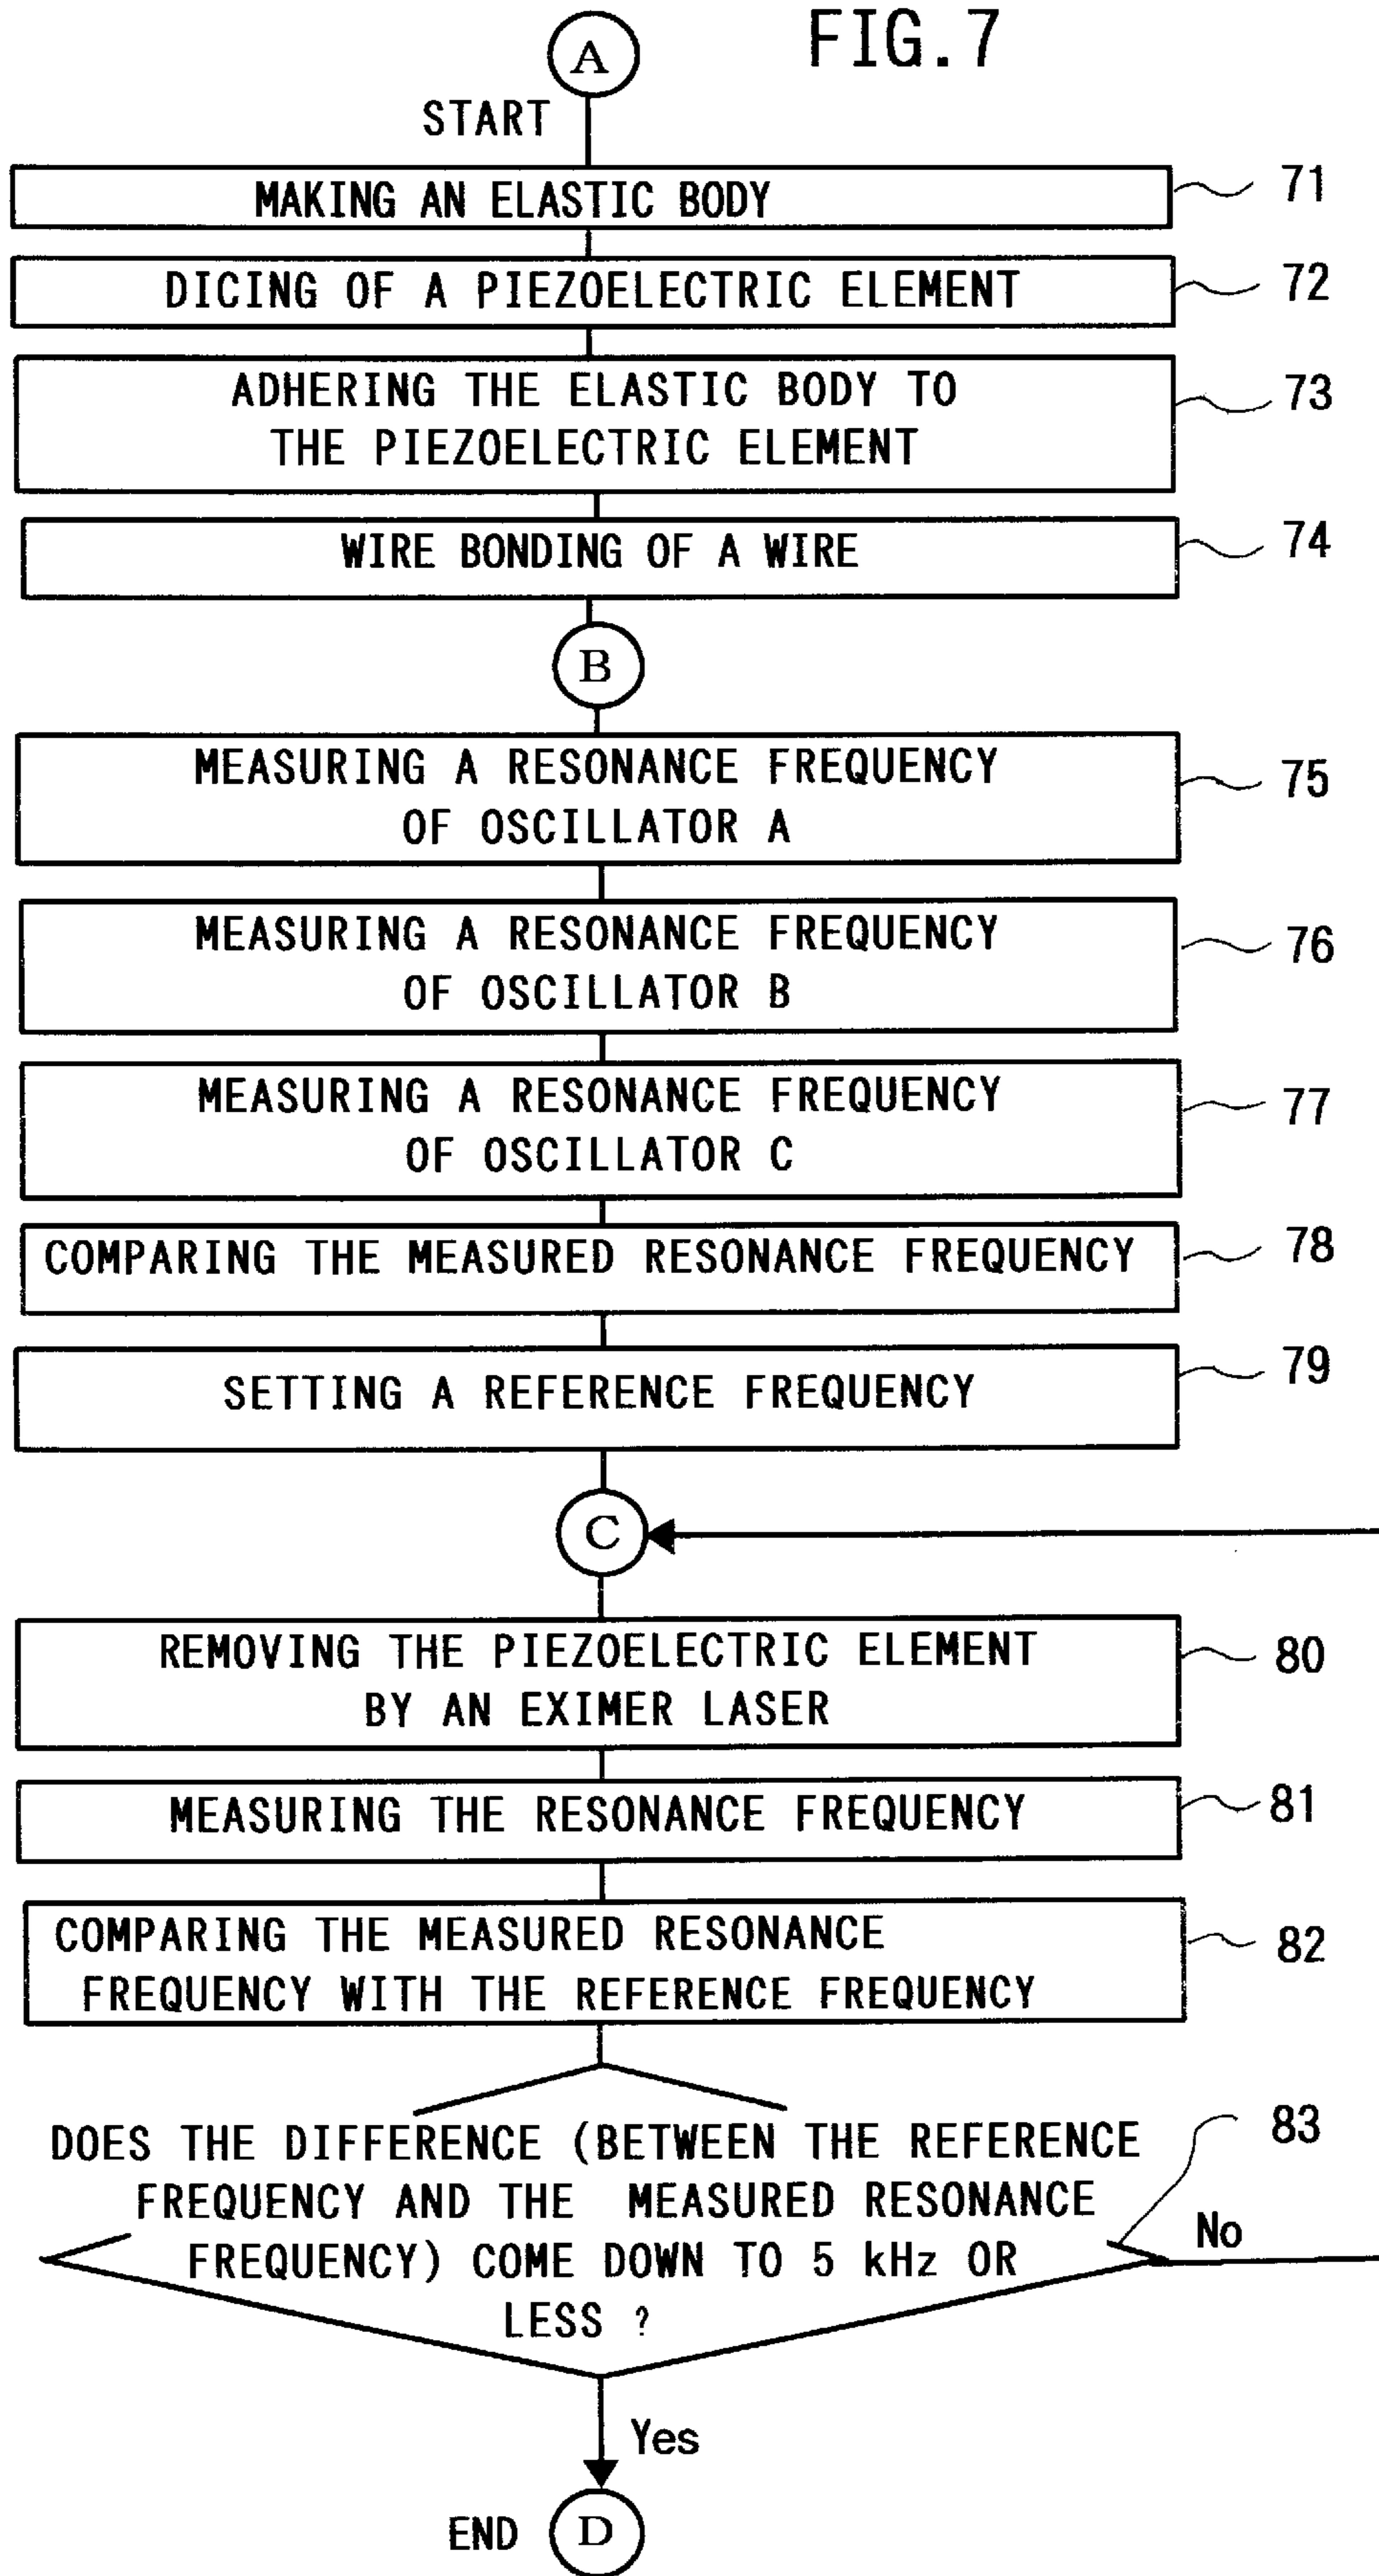 FIG.7
A
START
MAKING AN ELASTIC BODY
71
DICING OF A PIEZOELECTRIC ELEMENT
72
ADHERING THE ELASTIC BODY TO
THE PIEZOELECTRIC ELEMENT
73
WIRE BONDING OF A WIRE
74
B
MEASURING A RESONANCE FREQUENCY
OF OSCILLATOR A
75
MEASURING A RESONANCE FREQUENCY
OF OSCILLATOR B
76
MEASURING A RESONANCE FREQUENCY
OF OSCILLATOR C
77
COMPARING THE MEASURED RESONANCE FREQUENCY
78
SETTING A REFERENCE FREQUENCY
79
C
REMOVING THE PIEZOELECTRIC ELEMENT
BY AN EXIMER LASER
80
MEASURING THE RESONANCE FREQUENCY
81
COMPARING THE MEASURED RESONANCE
FREQUENCY WITH THE REFERENCE FREQUENCY
82
DOES THE DIFFERENCE (BETWEEN THE REFERENCE
FREQUENCY AND THE MEASURED RESONANCE
FREQUENCY) COME DOWN TO 5 kHz OR
LESS ?
83
No
Yes
END
D